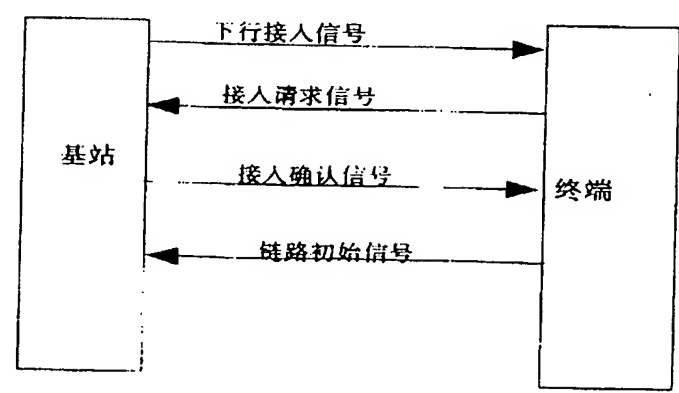 下行接入信号
接入请求信号
基站
接入确认信号
终端
链路初始信号